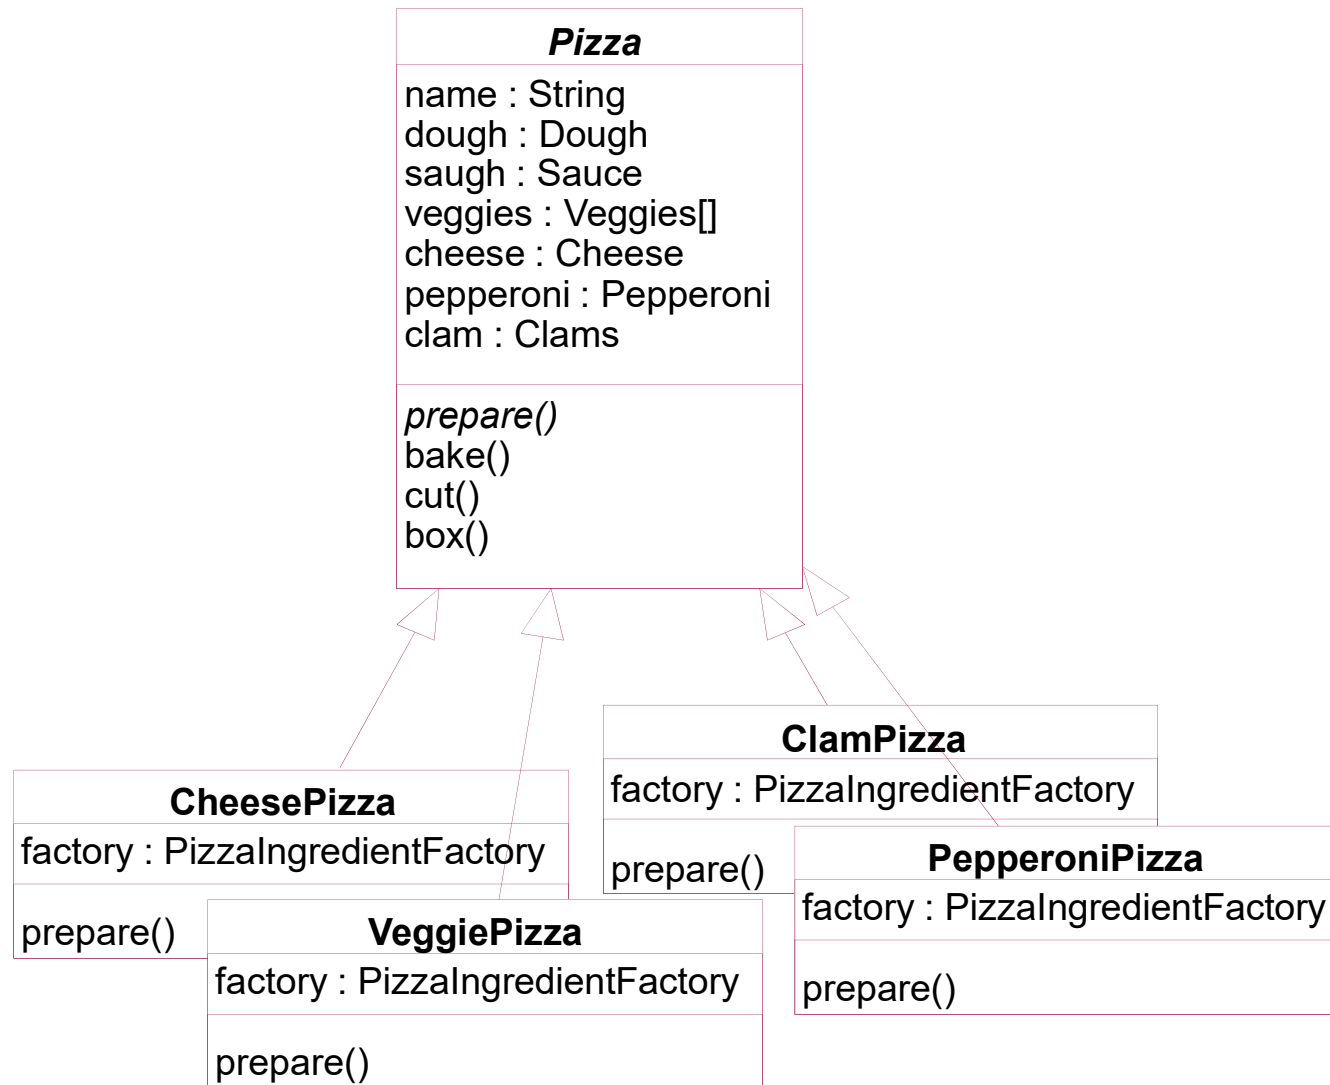 Pizza
name : String
dough : Dough
saugh : Sauce
veggies : Veggies[]
cheese : Cheese
pepperoni : Pepperoni
clam : Clams
prepare()
bake()
cut()
box()
CheesePizza
factory : PizzaIngredientFactory
prepare()
VeggiePizza
factory : PizzaIngredientFactory
prepare()
ClamPizza
factory : PizzaIngredientFactory
prepare()
PepperoniPizza
factory : PizzaIngredientFactory
prepare()